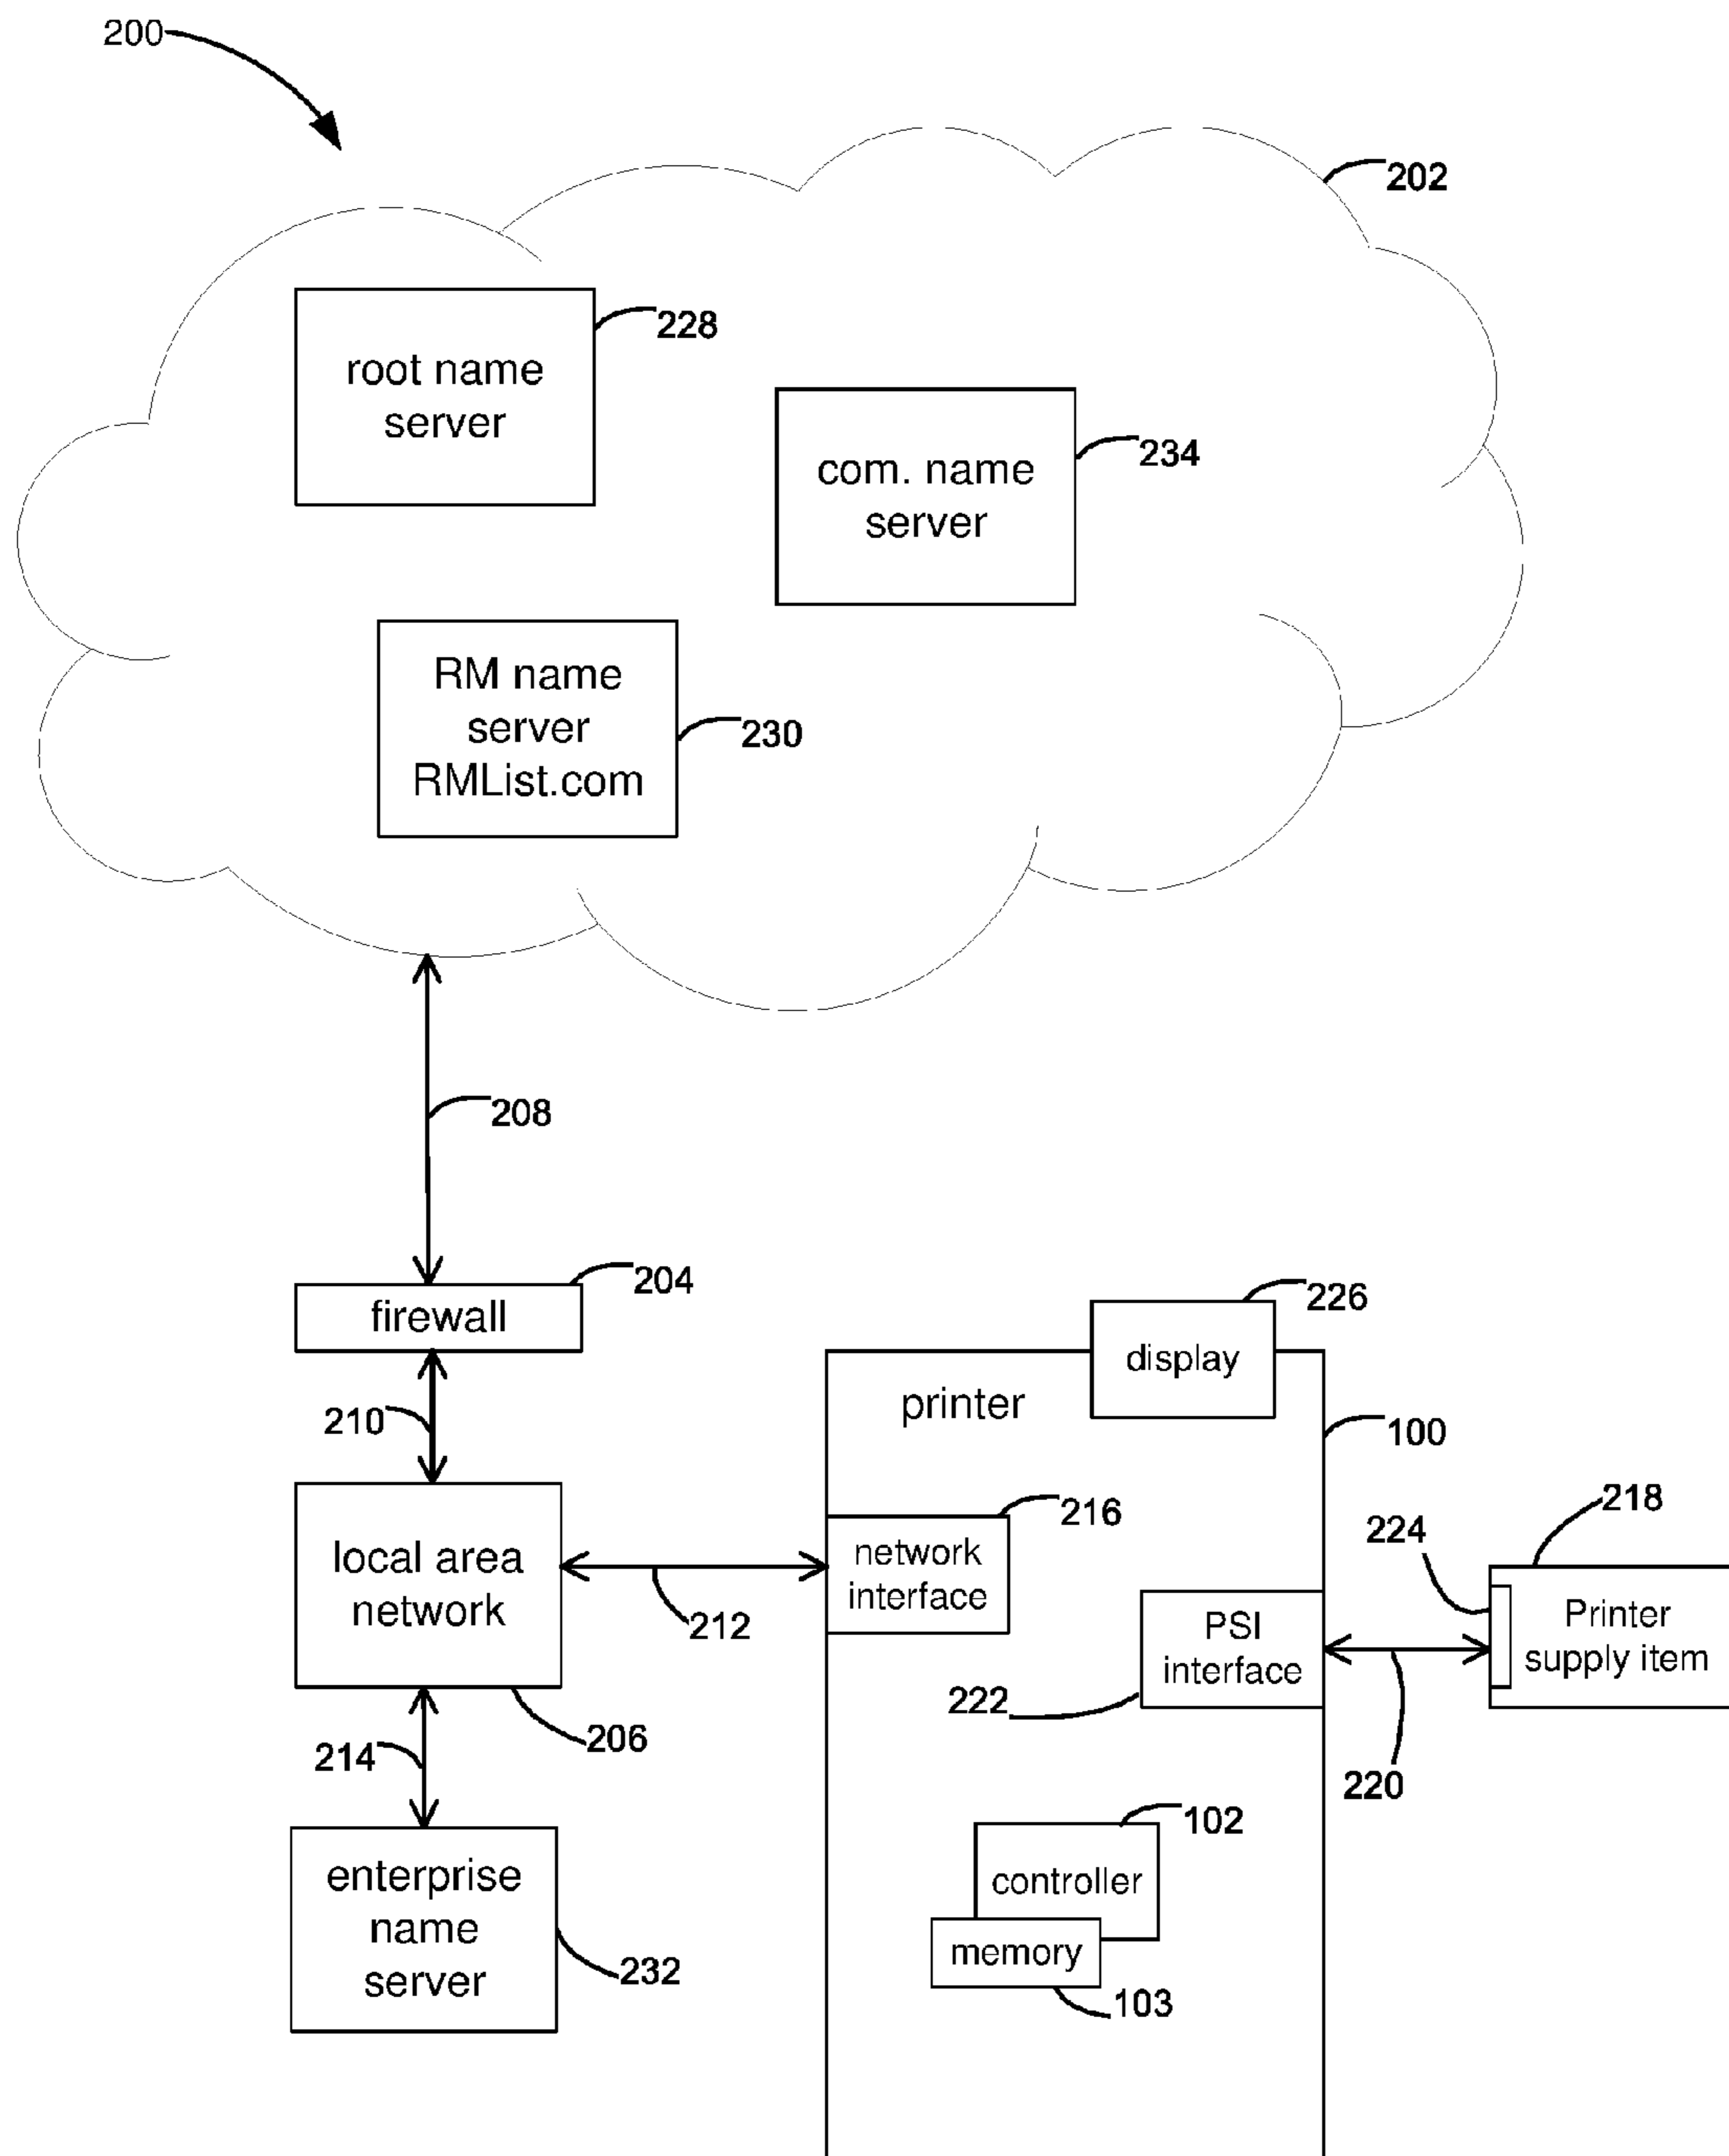 200
202
root name
server
228
com. name
server
234
RM name
server
RMList.com
230
208
204
firewall
226
display
printer
210
100
216
218
224
local area
network
network
interface
212
PSI
interface
Printer
supply item
222
206
214
220
102
controller
enterprise
name
server
memory
232
103